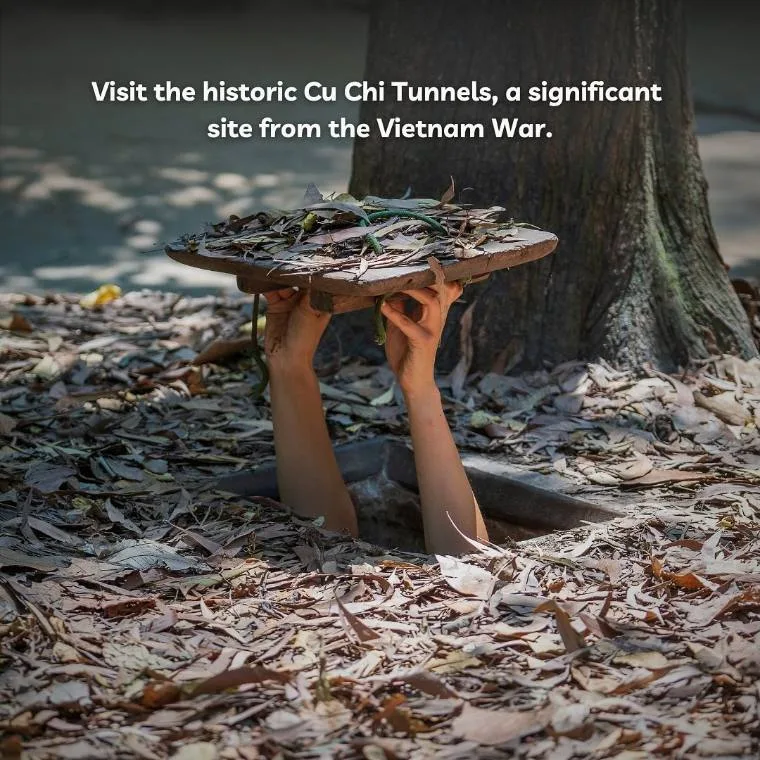 Visit the historic Cu Chi Tunnels, a significant
site from the Vietnam War.